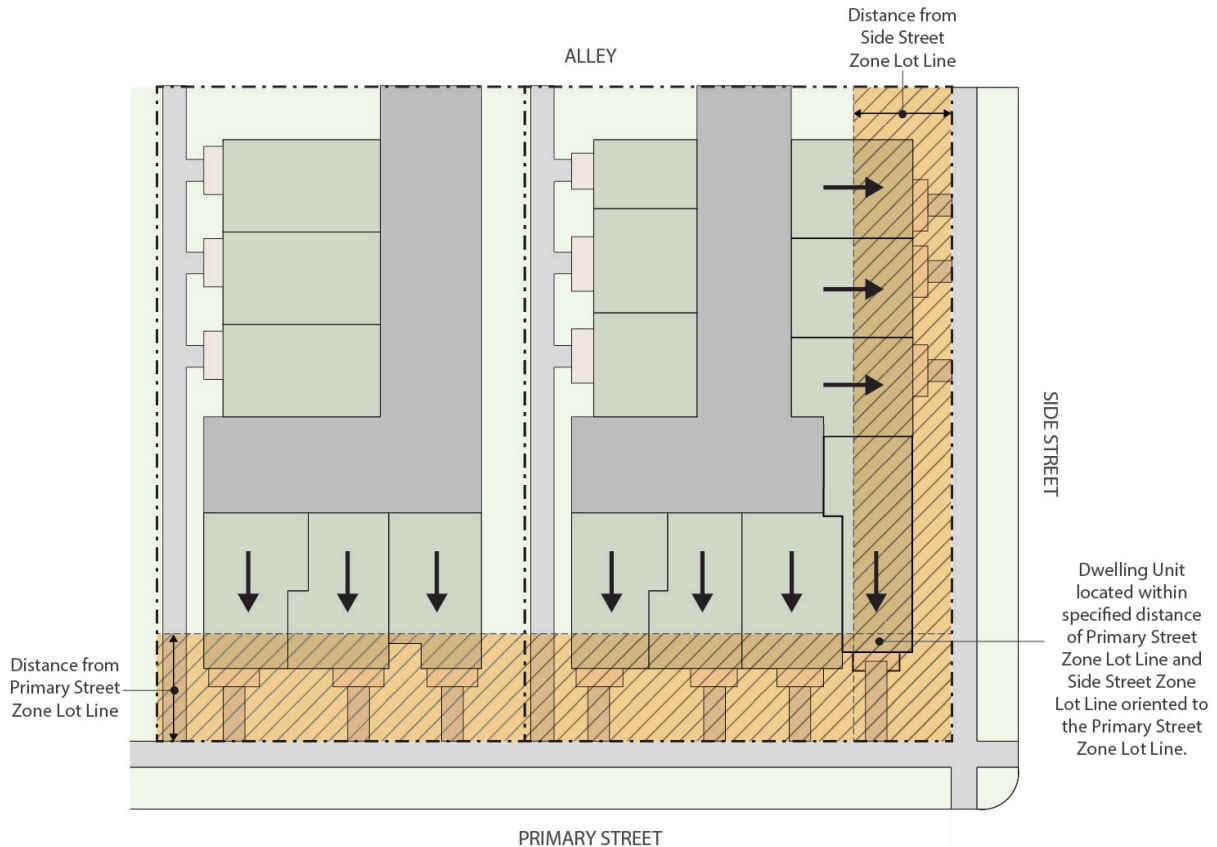 Distance from
Side Street
Zone Lot Line
ALLEY
SIDE STREET
Dwelling Unit
located within
specified distance
of Primary Street
Zone Lot Line and
Side Street Zone
Lot Line oriented to
the Primary Street
Zone Lot Line.
Distance from
Primary Street
Zone Lot Line
PRIMARY STREET